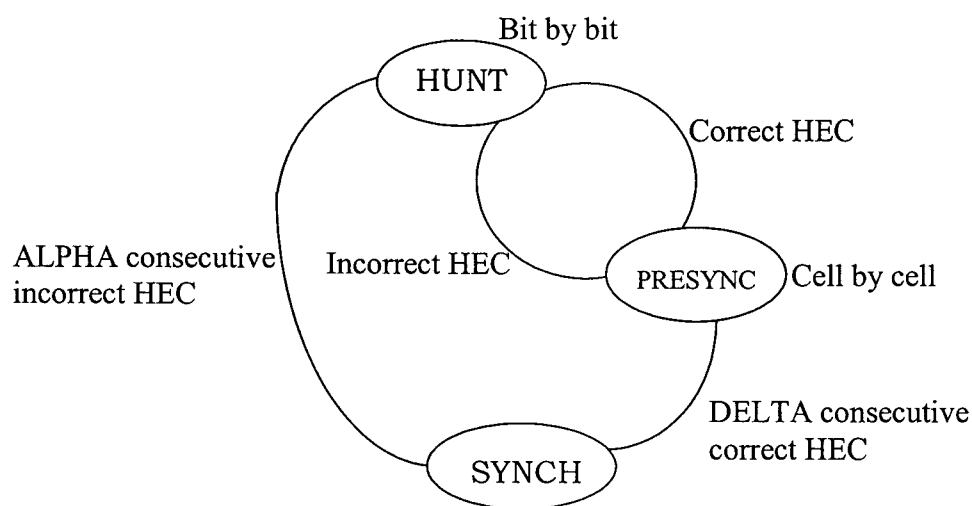 Bit by bit
HUNT
Correct HEC
ALPHA consecutive
incorrect HEC
Incorrect HEC
PRESYNC
Cell by cell
DELTA consecutive
correct HEC
SYNCH